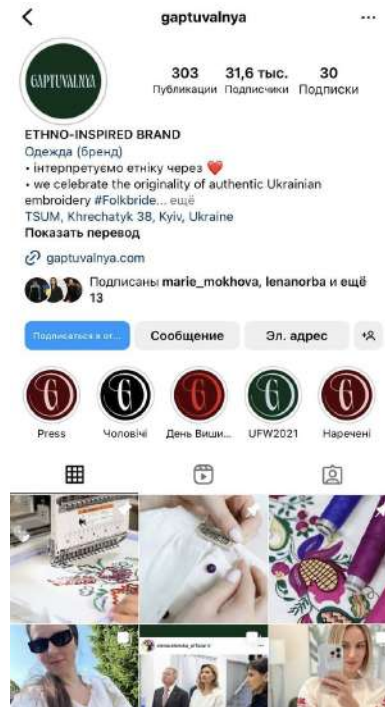 gaptuvalnya
GAPTUVALNYA
303 31,6 тыс. 30
Публикации Подписчики Подписки
ETHNO-INSPIRED BRAND
Одежда (бренд)
• інтерпретуємо етніку через
• we celebrate the originality of authentic Ukrainian
embroidery #Folkbride... ещё
TSUM, Khrechatyk 38, Kyiv, Ukraine
Показать перевод
gaptuvalnya.com
Подписаны marie_mokhova, lenanorba и ещё
13
Подписаться в от...
Сообщение
Эл. адрес
G G G G G
Press Чоловічі День Виши... UFW2021 Наречені